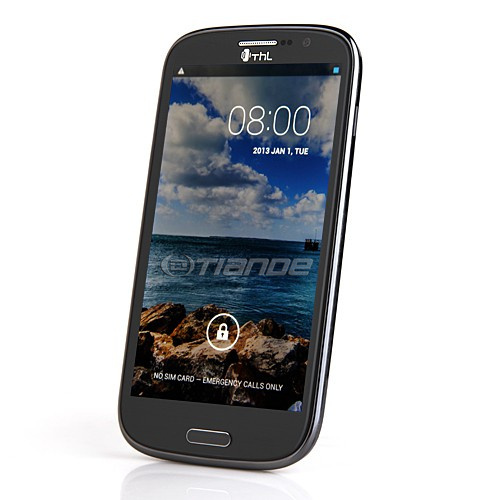 THL
08:00
2013 JAN 1, TUE
TIANDE
NO SIM CARD — EMERGENCY CALLS ONLY